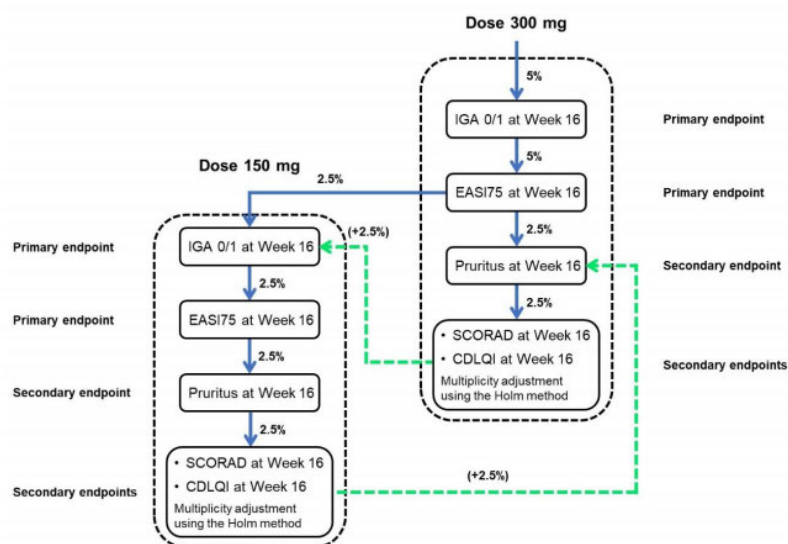 Dose 300 mg
5%
IGA 0/1 at Week 16
Primary endpoint
5%
EASI75 at Week 16
Primary endpoint
2.5%
Pruritus at Week 16
Secondary endpoint
2.5%
• SCORAD at Week 16
• CDLQI at Week 16
Multiplicity adjustment
using the Holm method
Secondary endpoints
2.5%
(+2.5%)
Dose 150 mg
Primary endpoint
IGA 0/1 at Week 16
2.5%
Primary endpoint
EASI75 at Week 16
2.5%
Secondary endpoint
Pruritus at Week 16
2.5%
Secondary endpoints
• SCORAD at Week 16
• CDLQI at Week 16
Multiplicity adjustment
using the Holm method
(+2.5%)